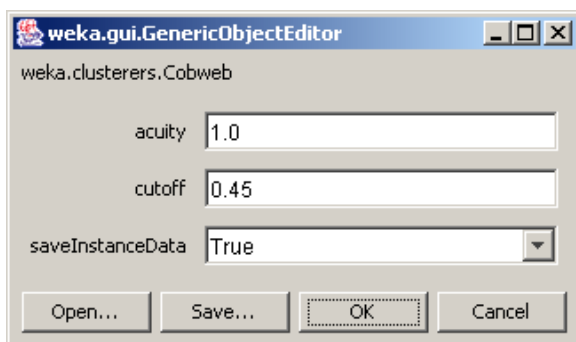 weka.gui.GenericObjectEditor
weka.clusterers.Cobweb
acuity 1.0
cutoff 0.45
saveInstanceData True
Open... Save... OK Cancel